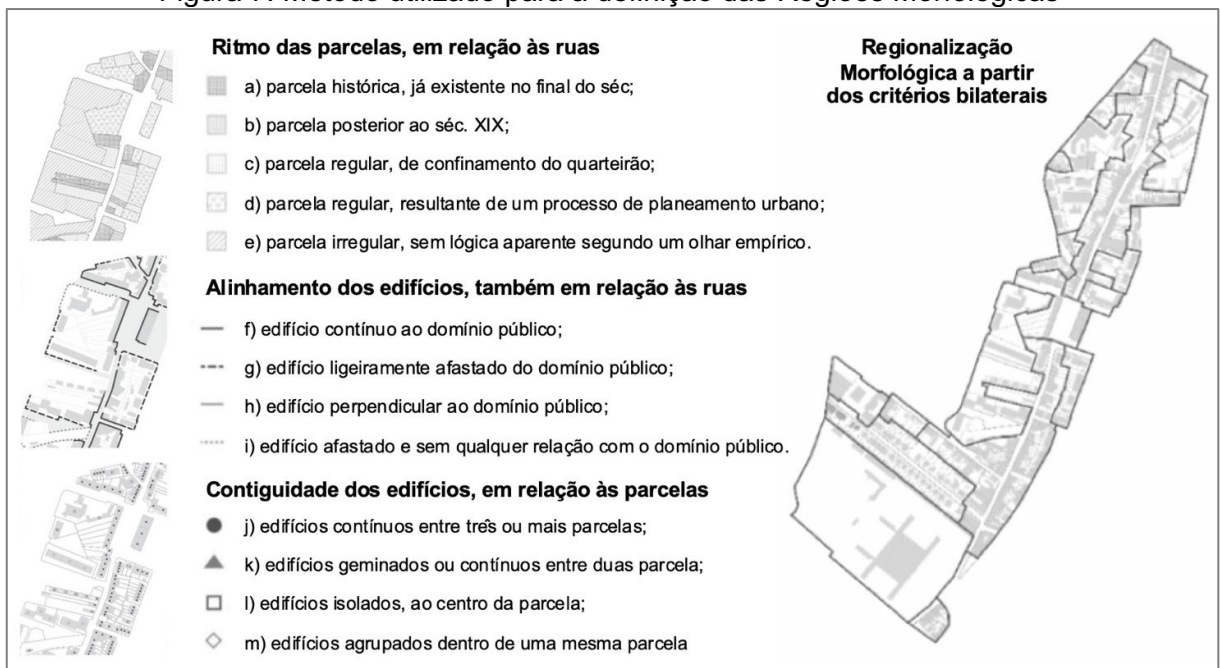 Figura 7. Método utilizado para a definição das Regiões Morfológicas
Ritmo das parcelas, em relação às ruas
a) parcela histórica, já existente no final do séc;
b) parcela posterior ao séc. XIX;
c) parcela regular, de confinamento do quarteirão;
d) parcela regular, resultante de um processo de planeamento urbano;
e) parcela irregular, sem lógica aparente segundo um olhar empírico.
Alinhamento dos edifícios, também em relação às ruas
f) edifício contínuo ao domínio público;
g) edifício ligeiramente afastado do domínio público;
h) edifício perpendicular ao domínio público;
i) edifício afastado e sem qualquer relação com o domínio público.
Contiguidade dos edifícios, em relação às parcelas
j) edifícios contínuos entre três ou mais parcelas;
k) edifícios geminados ou contínuos entre duas parcela;
l) edifícios isolados, ao centro da parcela;
m) edifícios agrupados dentro de uma mesma parcela
Regionalização
Morfológica a partir
dos critérios bilaterais